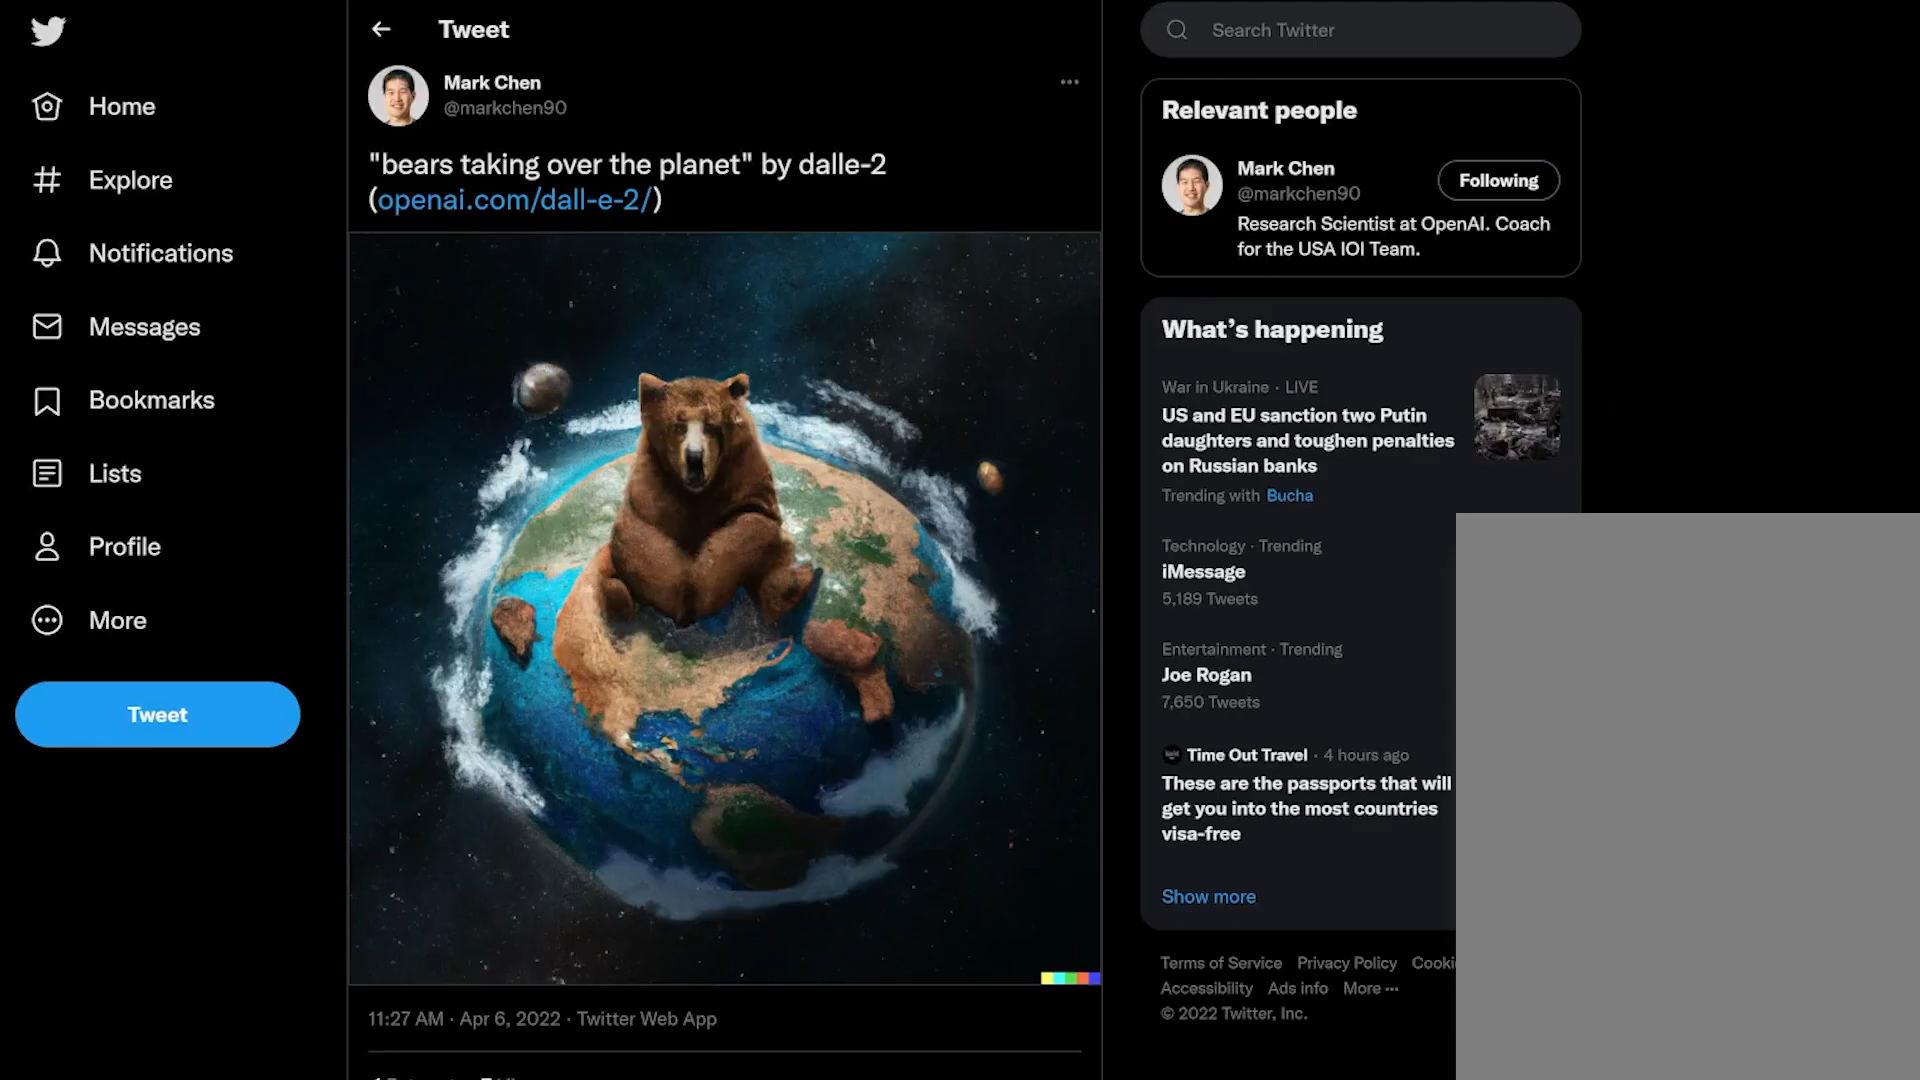 Home
Explore
Notifications
Messages
Bookmarks
Lists
Profile
More
Tweet
Tweet
Mark Chen
@markchen90
"bears taking over the planet" by dalle-2
(openai.com/dall-e-2/)
11:27 AM · Apr 6, 2022 · Twitter Web App
Search Twitter
Relevant people
Mark Chen
@markchen90
Following
Research Scientist at OpenAI. Coach
for the USA IOI Team.
What's happening
War in Ukraine · LIVE
US and EU sanction two Putin
daughters and toughen penalties
on Russian banks
Trending with Bucha
Technology · Trending
iMessage
5,189 Tweets
Entertainment · Trending
Joe Rogan
7,650 Tweets
Time Out Travel · 4 hours ago
These are the passports that will
get you into the most countries
visa-free
Show more
Terms of Service Privacy Policy
Accessibility Ads info More ···
© 2022 Twitter, Inc.